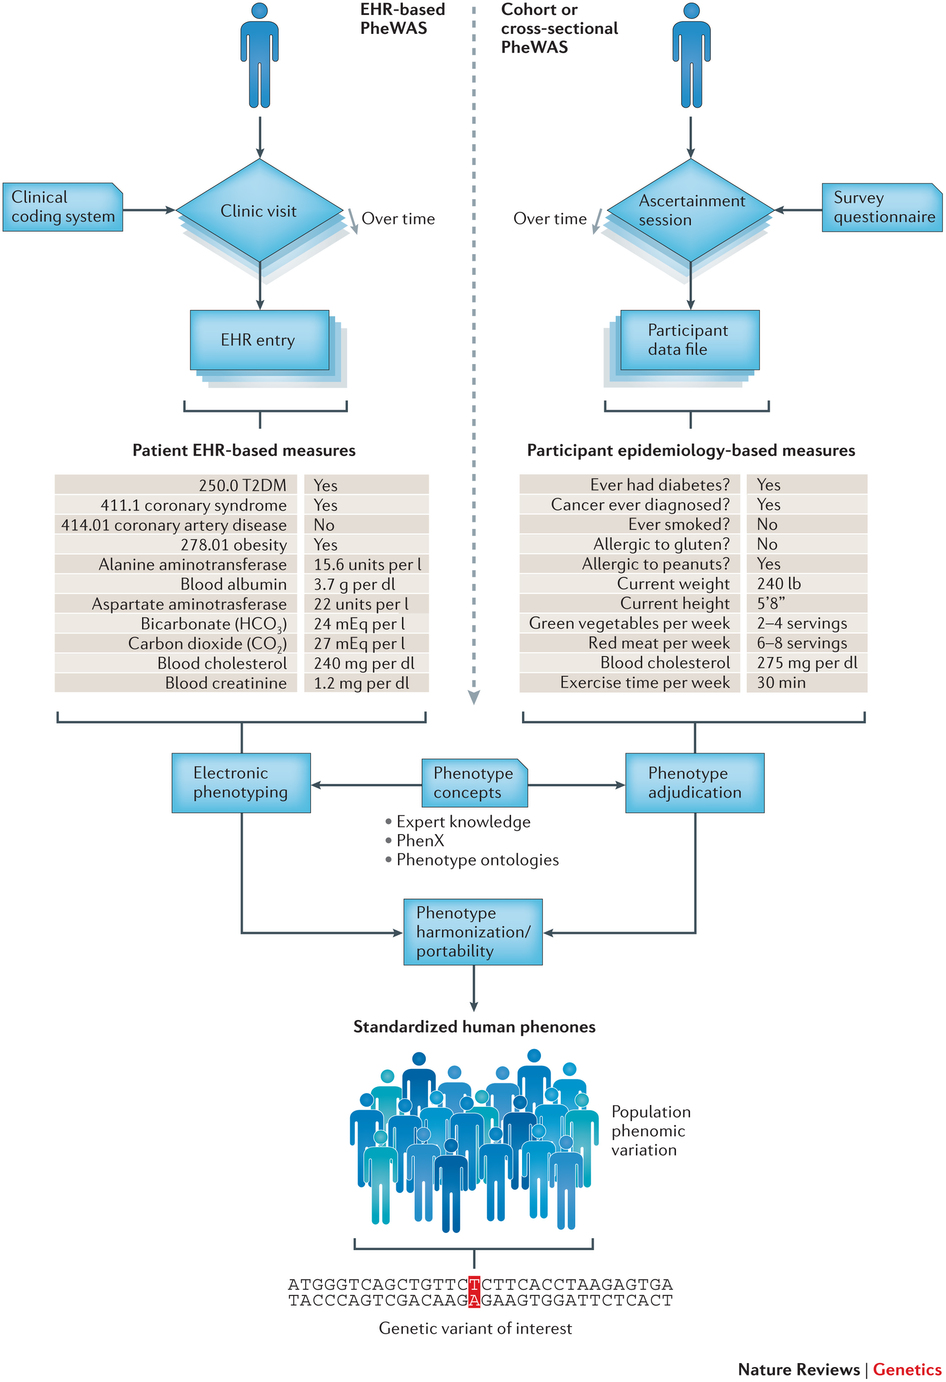 EHR-based
PheWAS
Cohort or
cross-sectional
PheWAS
Clinical
coding system
Clinic visit
Over time
Over time
Ascertainment
session
Survey
questionnaire
EHR entry
Participant
data file
Patient EHR-based measures
250.0 T2DM Yes
411.1 coronary syndrome Yes
414.01 coronary artery disease No
278.01 obesity Yes
Alanine aminotransferase 15.6 units per l
Blood albumin 3.7 g per dl
Aspartate aminotrasferase 22 units per l
Bicarbonate (HCO₃) 24 mEq per l
Carbon dioxide (CO₂) 27 mEq per l
Blood cholesterol 240 mg per dl
Blood creatinine 1.2 mg per dl
Participant epidemiology-based measures
Ever had diabetes? Yes
Cancer ever diagnosed? Yes
Ever smoked? No
Allergic to gluten? No
Allergic to peanuts? Yes
Current weight 240 lb
Current height 5’8”
Green vegetables per week 2–4 servings
Red meat per week 6–8 servings
Blood cholesterol 275 mg per dl
Exercise time per week 30 min
Electronic
phenotyping
Phenotype
concepts
Phenotype
adjudication
• Expert knowledge
• PhenX
• Phenotype ontologies
Phenotype
harmonization/
portability
Standardized human phenones
Population
phenomic
variation
ATGGGTCAGCTGTTCTCTTCACCTAAGAGTGA
TACCCAGTCGACAAGAGAAGTGGATTCTCACT
Genetic variant of interest
Nature Reviews | Genetics